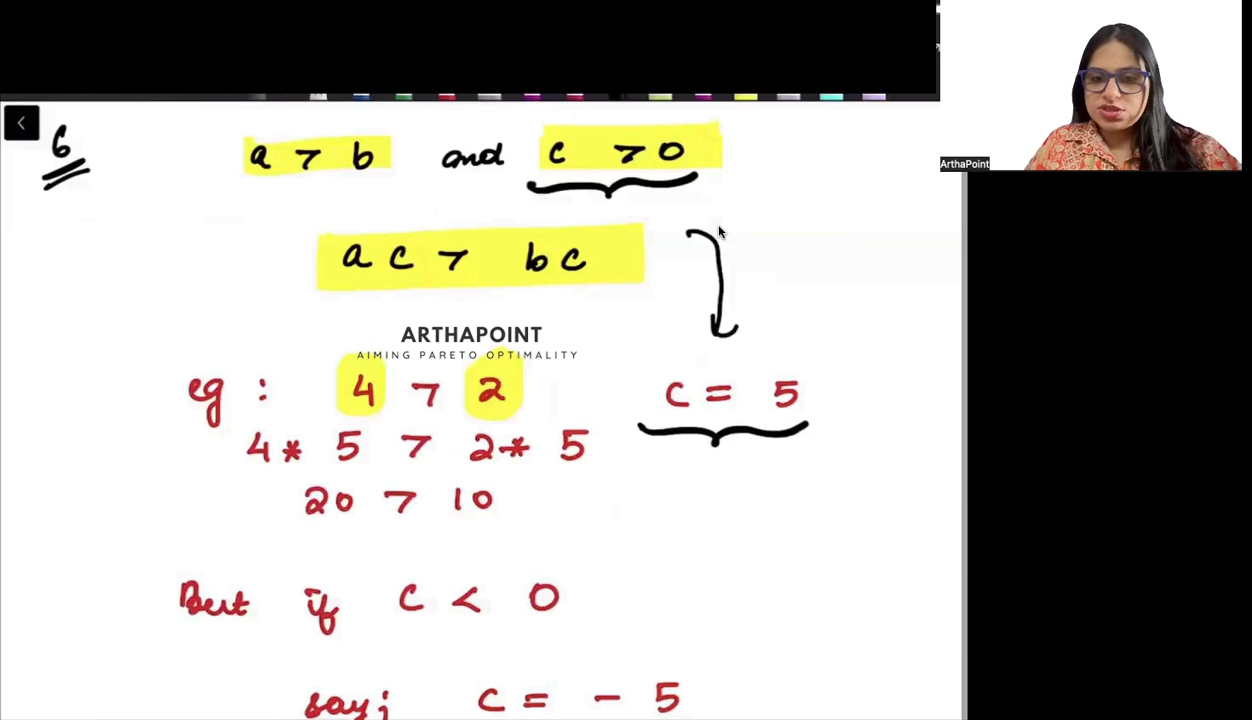 6 a > b and c > 0
ArthaPoint
ac > bc
ARTHAPOINT
AIMING PARETO OPTIMALITY
eg : 4 > 2 c = 5
4 * 5 > 2 * 5
20 > 10
But if c < 0
say; c = - 5